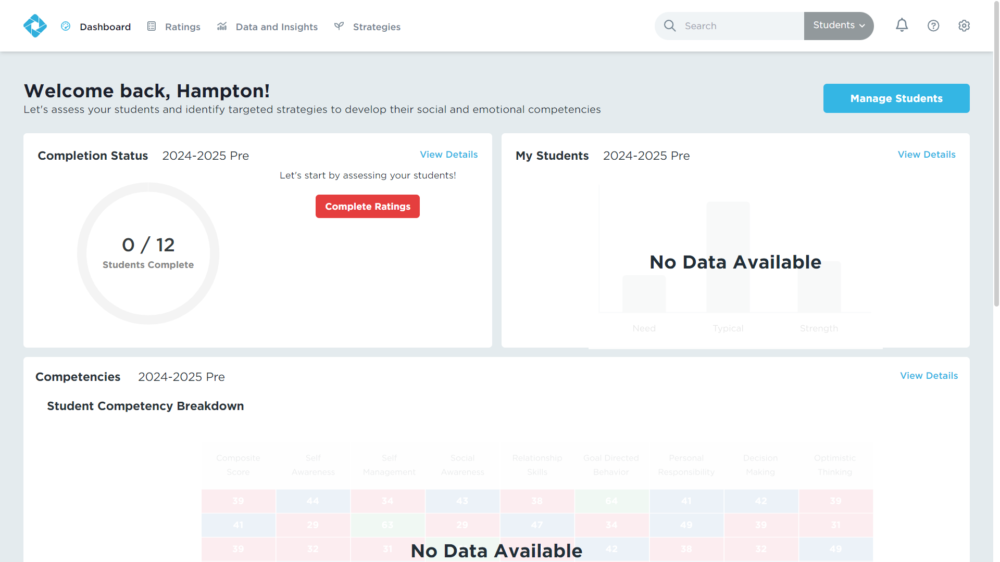 Dashboard
Ratings
Data and Insights
Strategies
Search
Students
Welcome back, Hampton!
Let's assess your students and identify targeted strategies to develop their social and emotional competencies
Manage Students
Completion Status 2024-2025 Pre
View Details
Let's start by assessing your students!
Complete Ratings
0 / 12
Students Complete
My Students 2024-2025 Pre
View Details
No Data Available
Need Typical Strength
Competencies 2024-2025 Pre
View Details
Student Competency Breakdown
Composite Self Self Social Relationship Goal Directed Personal Decision Optimistic
Score Awareness Management Awareness Skills Behavior Responsibility Making Thinking
39 44 34 43 38 64 41 42 39
41 29 63 29 47 34 49 39 31
39 32 31 42 38 32 49
No Data Available